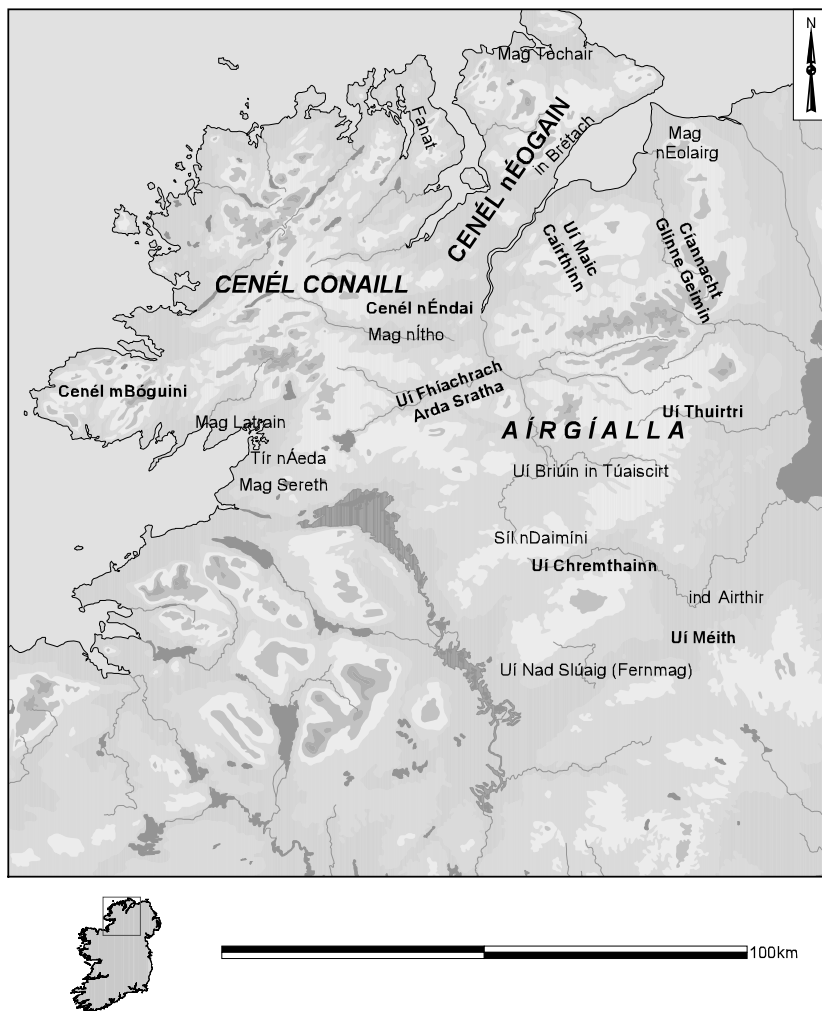 N
Mag Tochair
Fanat
CENÉL nÉOGAIN
in Brétach
Mag
nEolairg
Uí Maic
Caírthinn
Cíannacht
Glinne Geimin
CENÉL CONAILL
Cenél nÉndai
Mag nÍtho
Cenél mBóguini
Uí Fhíachrach
Arda Sratha
Uí Thuirtri
Mag Latrain
AÍRGÍALLA
Tír nÁeda
Uí Briúin in Túaiscirt
Mag Sereth
Síl nDaimíni
Uí Chremthainn
ind Airthir
Uí Méith
Uí Nad Slúaig (Fernmag)
100km